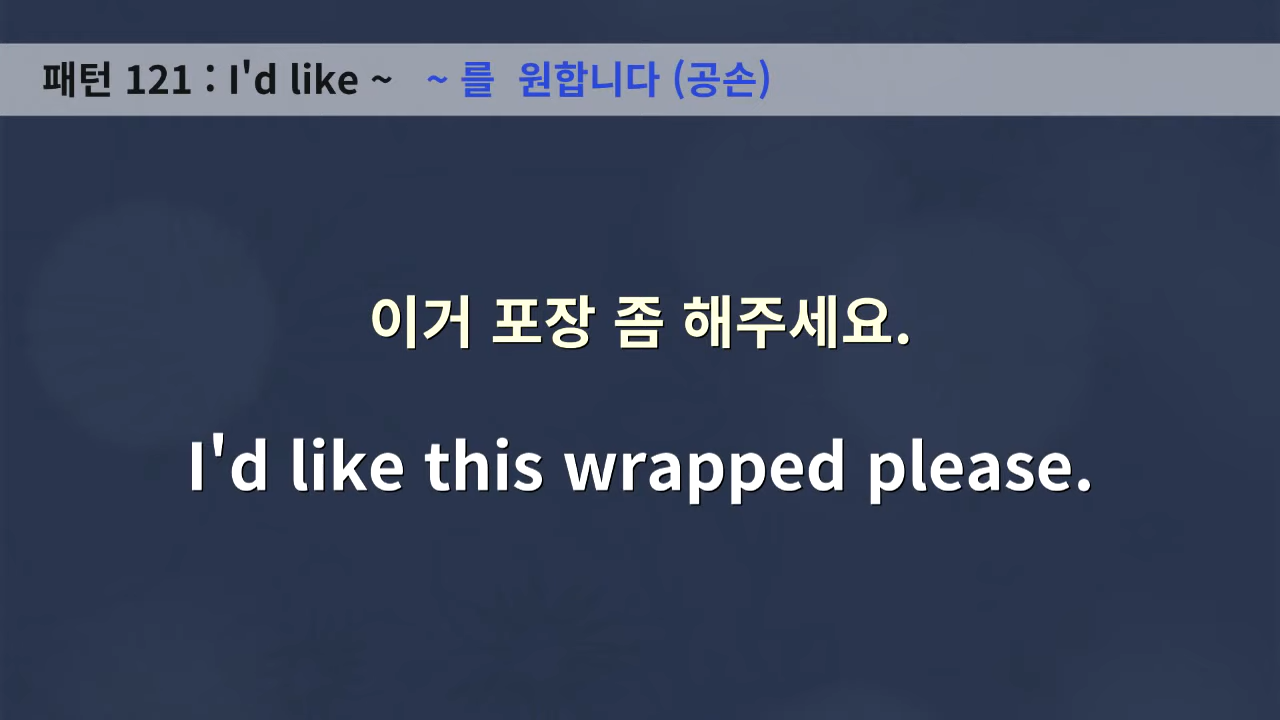 패턴 121 : I'd like ~ ~ 를 원합니다 (공손)
이거 포장 좀 해주세요.
I'd like this wrapped please.